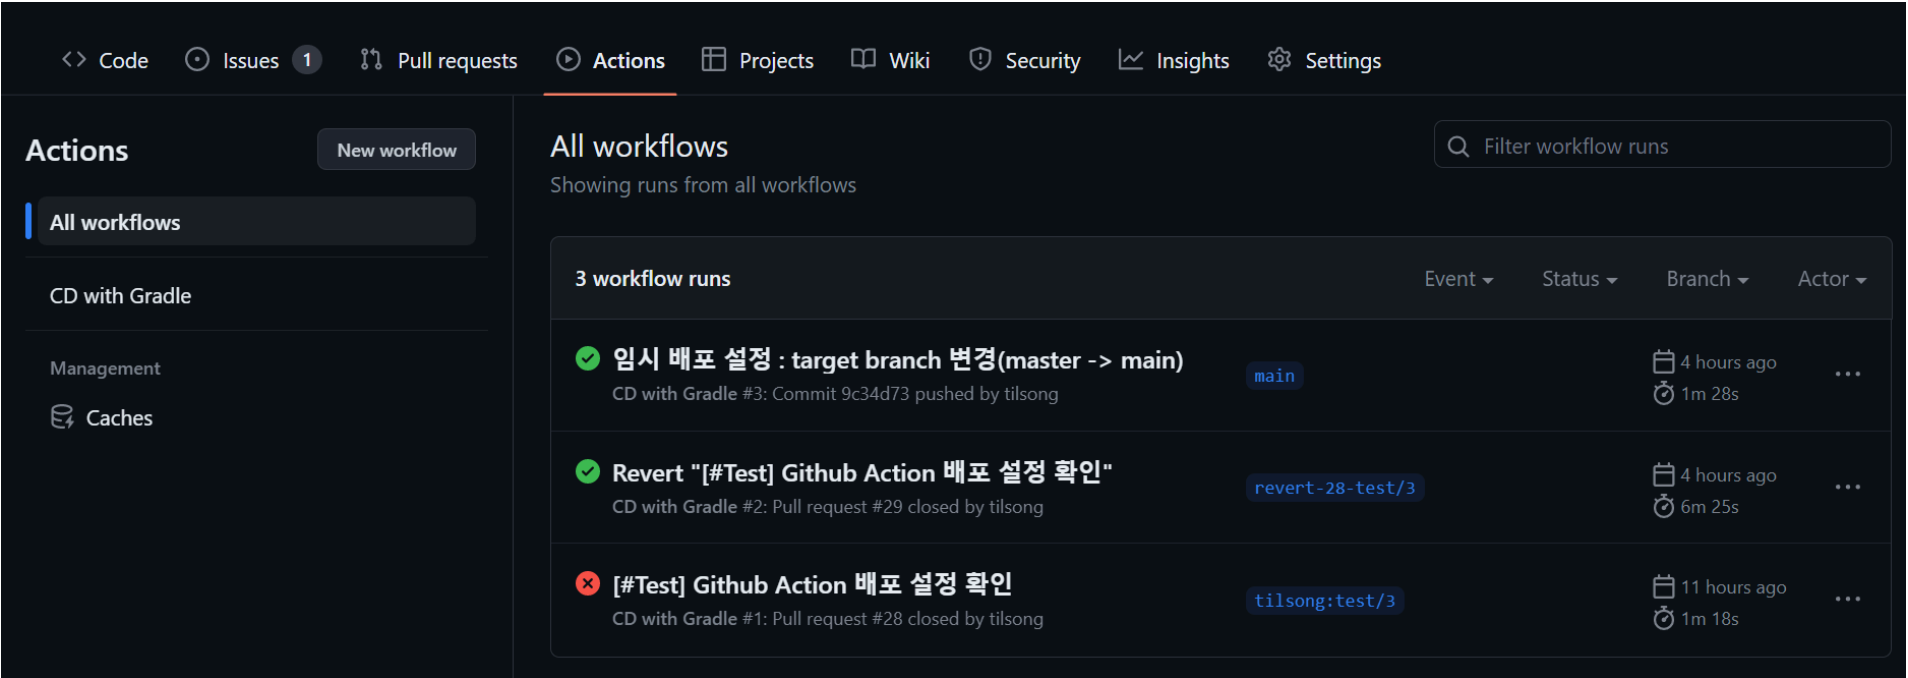 Code Issues 1 Pull requests Actions Projects Wiki Security Insights Settings
Actions
New workflow
All workflows
CD with Gradle
Management
Caches
All workflows
Showing runs from all workflows
Filter workflow runs
3 workflow runs
Event Status Branch Actor
임시 배포 설정 : target branch 변경(master -> main)
CD with Gradle #3: Commit 9c34d73 pushed by tilsong
main
4 hours ago
1m 28s
Revert "[#Test] Github Action 배포 설정 확인"
CD with Gradle #2: Pull request #29 closed by tilsong
revert-28-test/3
4 hours ago
6m 25s
[#Test] Github Action 배포 설정 확인
CD with Gradle #1: Pull request #28 closed by tilsong
tilsong:test/3
11 hours ago
1m 18s